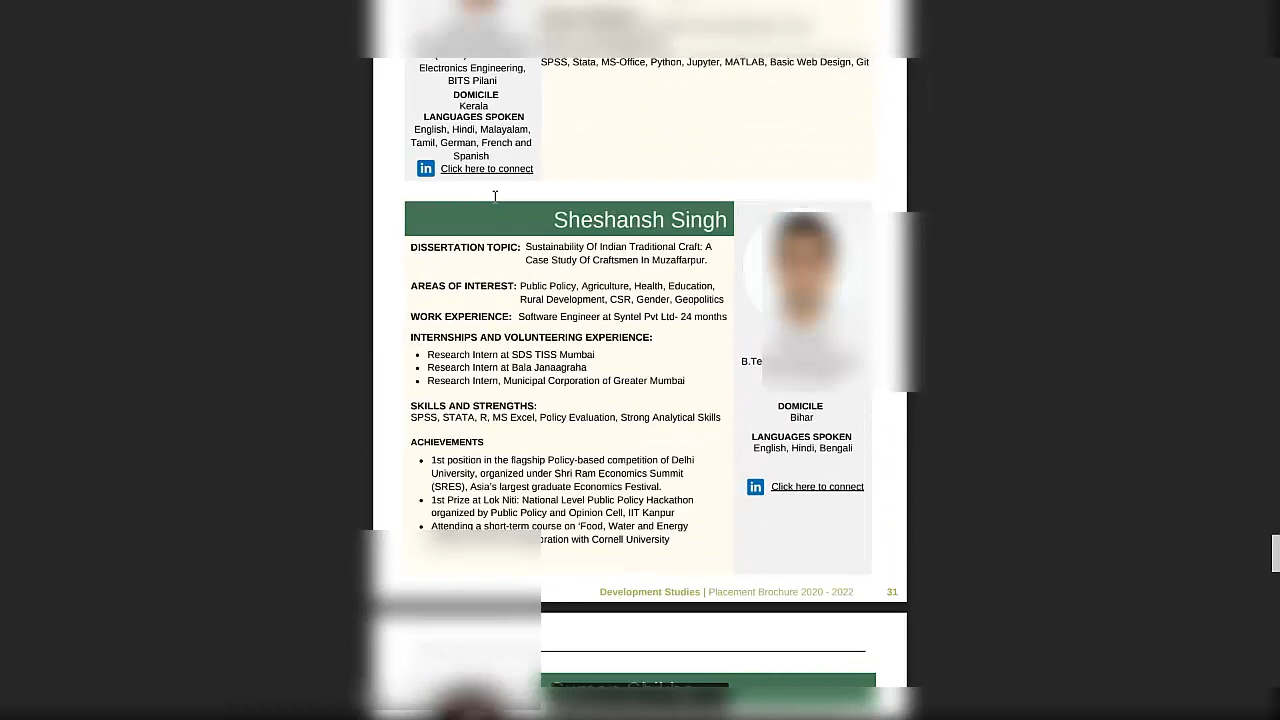 SPSS, Stata, MS-Office, Python, Jupyter, MATLAB, Basic Web Design, Git
Electronics Engineering,
BITS Pilani
DOMICILE
Kerala
LANGUAGES SPOKEN
English, Hindi, Malayalam,
Tamil, German, French and
Spanish
in Click here to connect
Sheshansh Singh
DISSERTATION TOPIC: Sustainability Of Indian Traditional Craft: A
Case Study Of Craftsmen In Muzaffarpur.
AREAS OF INTEREST: Public Policy, Agriculture, Health, Education,
Rural Development, CSR, Gender, Geopolitics
WORK EXPERIENCE: Software Engineer at Syntel Pvt Ltd- 24 months
INTERNSHIPS AND VOLUNTEERING EXPERIENCE:
• Research Intern at SDS TISS Mumbai
• Research Intern at Bala Janaagraha
• Research Intern, Municipal Corporation of Greater Mumbai
SKILLS AND STRENGTHS:
SPSS, STATA, R, MS Excel, Policy Evaluation, Strong Analytical Skills
ACHIEVEMENTS
• 1st position in the flagship Policy-based competition of Delhi
University, organized under Shri Ram Economics Summit
(SRES), Asia's largest graduate Economics Festival.
• 1st Prize at Lok Niti: National Level Public Policy Hackathon
organized by Public Policy and Opinion Cell, IIT Kanpur
• Attending a short-term course on 'Food, Water and Energy
with Cornell University
B.Te
DOMICILE
Bihar
LANGUAGES SPOKEN
English, Hindi, Bengali
in Click here to connect
Development Studies | Placement Brochure 2020 - 2022 31